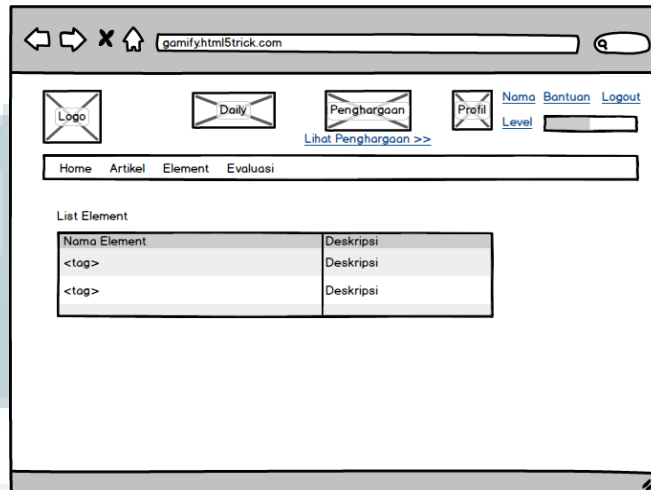 gamify.html5trick.com
Logo
Daily
Penghargaan
Profil
Nama Bantuan Logout
Level
Lihat Penghargaan >>
Home Artikel Element Evaluasi
List Element
Nama Element Deskripsi
<tag> Deskripsi
<tag> Deskripsi